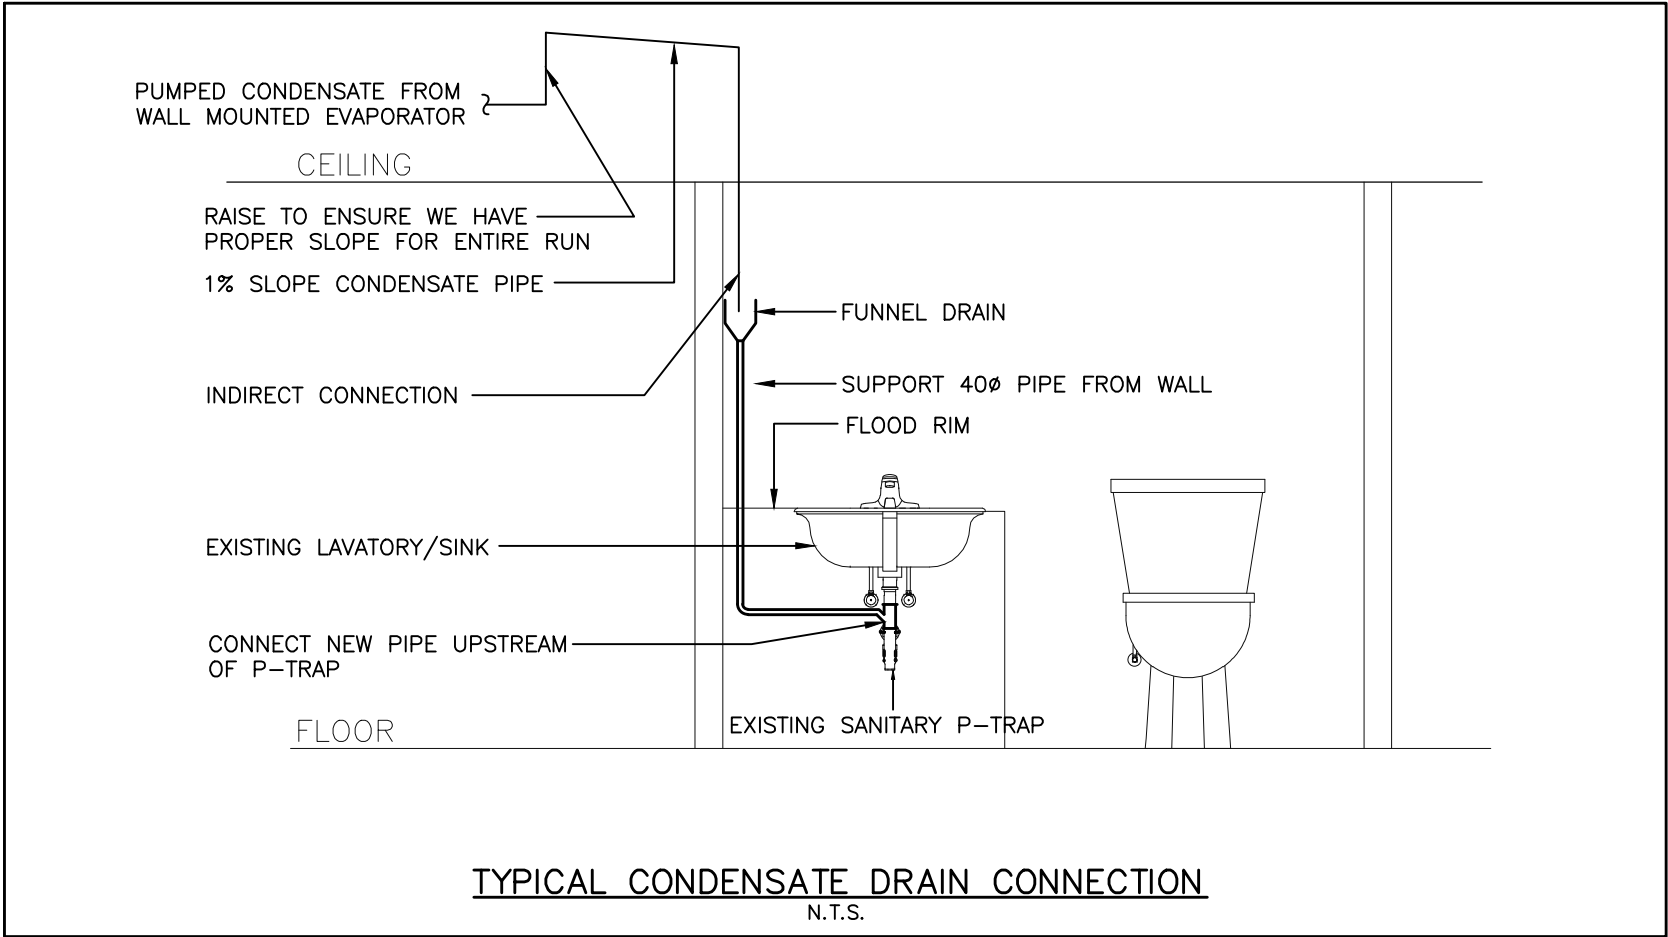 PUMPED CONDENSATE FROM
WALL MOUNTED EVAPORATOR
CEILING
RAISE TO ENSURE WE HAVE
PROPER SLOPE FOR ENTIRE RUN
1% SLOPE CONDENSATE PIPE
FUNNEL DRAIN
INDIRECT CONNECTION
SUPPORT 40ø PIPE FROM WALL
FLOOD RIM
EXISTING LAVATORY/SINK
CONNECT NEW PIPE UPSTREAM
OF P-TRAP
EXISTING SANITARY P-TRAP
FLOOR
TYPICAL CONDENSATE DRAIN CONNECTION
N.T.S.